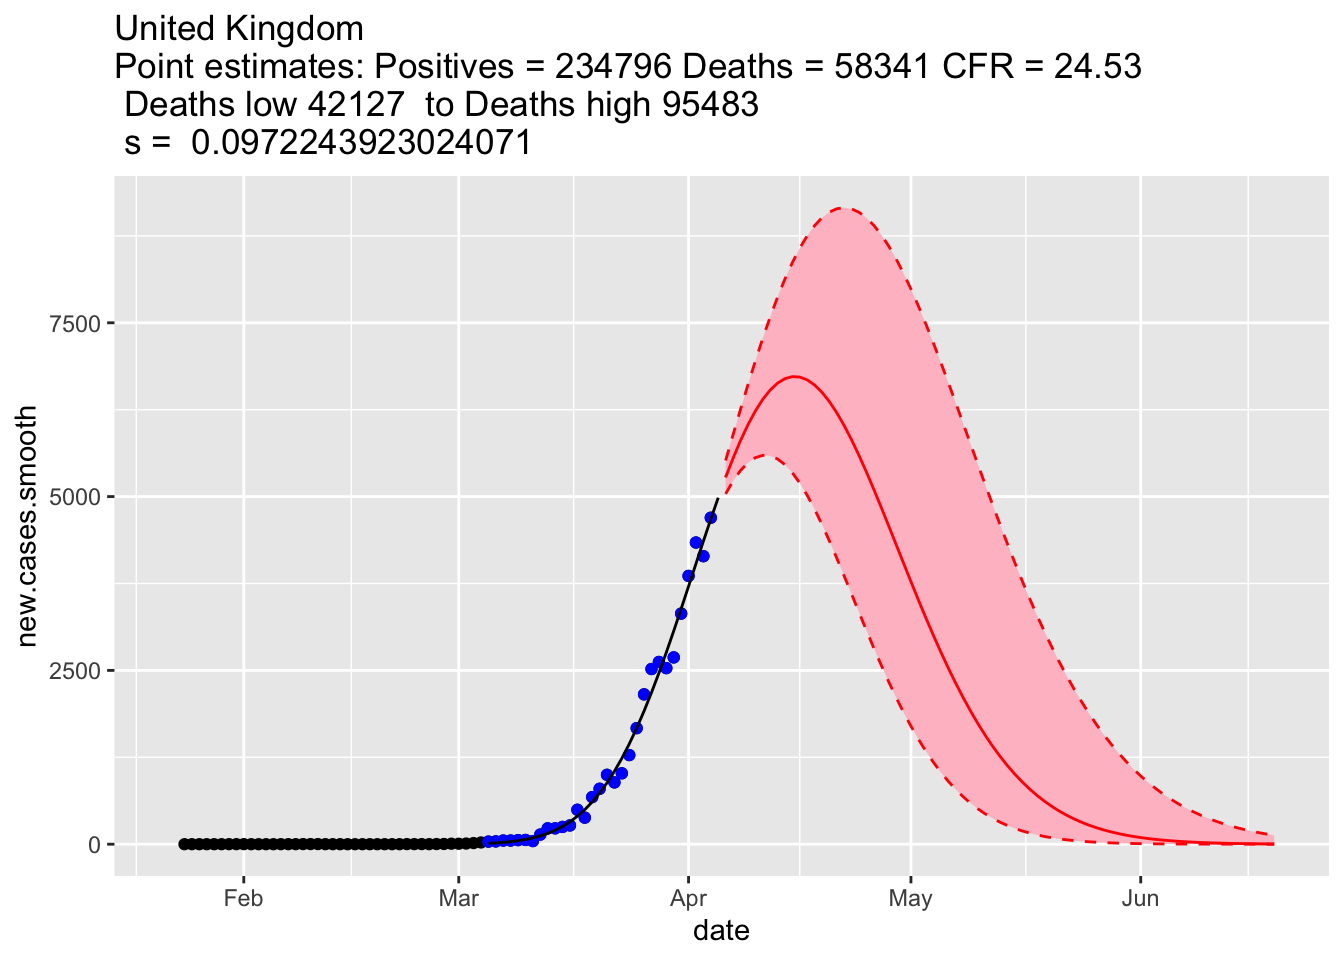 United Kingdom
Point estimates: Positives = 234796 Deaths = 58341 CFR = 24.53
Deaths low 42127  to Deaths high 95483
s =  0.0972243923024071
new.cases.smooth
7500
5000
2500
0
Feb
Mar
Apr
May
Jun
date